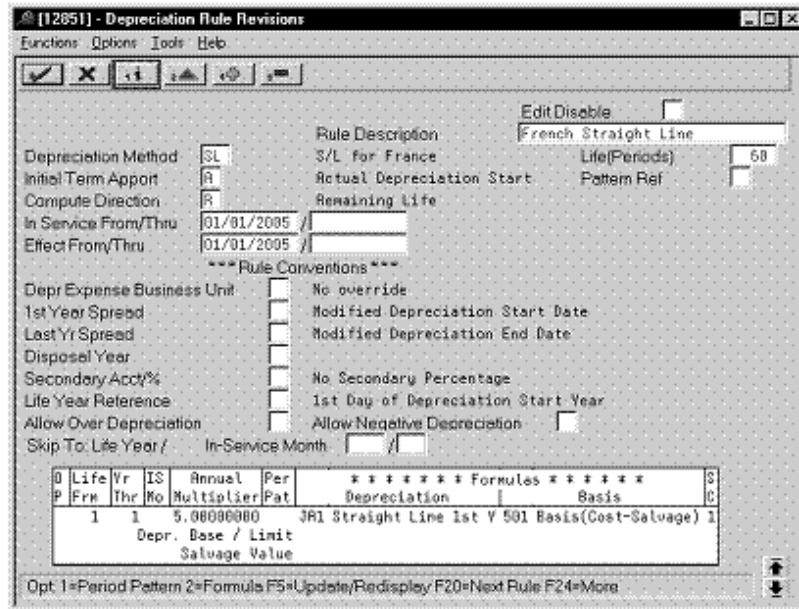 [12851] - Depreciation Rule Revisions
Functions Options Tools Help
Edit Disable
Rule Description French Straight Line
Depreciation Method SL S/L for France Life(Periods) 60
Initial Term Apport A Actual Depreciation Start Pattern Ref
Compute Direction R Remaining Life
In Service From/Thru 01/01/2005 /
Effect From/Thru 01/01/2005 /
***Rule Conventions***
Depr Expense Business Unit No override
1st Year Spread Modified Depreciation Start Date
Last Yr Spread Modified Depreciation End Date
Disposal Year
Secondary Acct/% No Secondary Percentage
Life Year Reference 1st Day of Depreciation Start Year
Allow Over Depreciation Allow Negative Depreciation
Skip To: Life Year / In-Service Month /
O Life Yr IS Annual Per * * * * * * * Formulas * * * * * * S
P Frm Thr Mo Multiplier Pat Depreciation Basis C
1 1 5.00000000 JA1 Straight Line 1st Y 501 Basis(Cost-Salvage) 1
Depr. Base / Limit
Salvage Value
Opt: 1=Period Pattern 2=Formula F5=Update/Redisplay F20=Next Rule F24=More